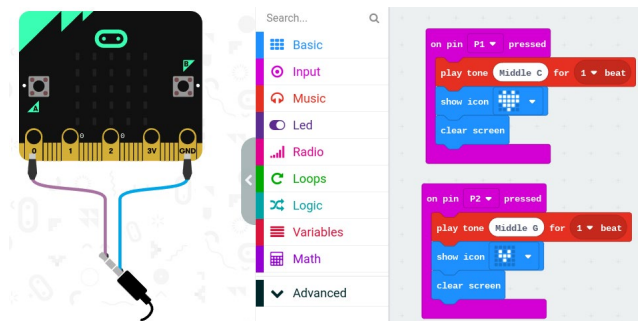 B
A
0
1
2
3V
GND
0
0
Search...
Basic
Input
Music
Led
Radio
Loops
Logic
Variables
Math
Advanced
on pin P1 pressed
play tone Middle C for 1 beat
show icon
clear screen
on pin P2 pressed
play tone Middle G for 1 beat
show icon
clear screen